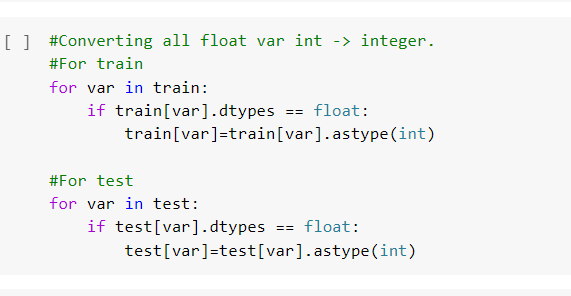 [ ] #Converting all float var int -> integer.
#For train
for var in train:
    if train[var].dtypes == float:
        train[var]=train[var].astype(int)

#For test
for var in test:
    if test[var].dtypes == float:
        test[var]=test[var].astype(int)